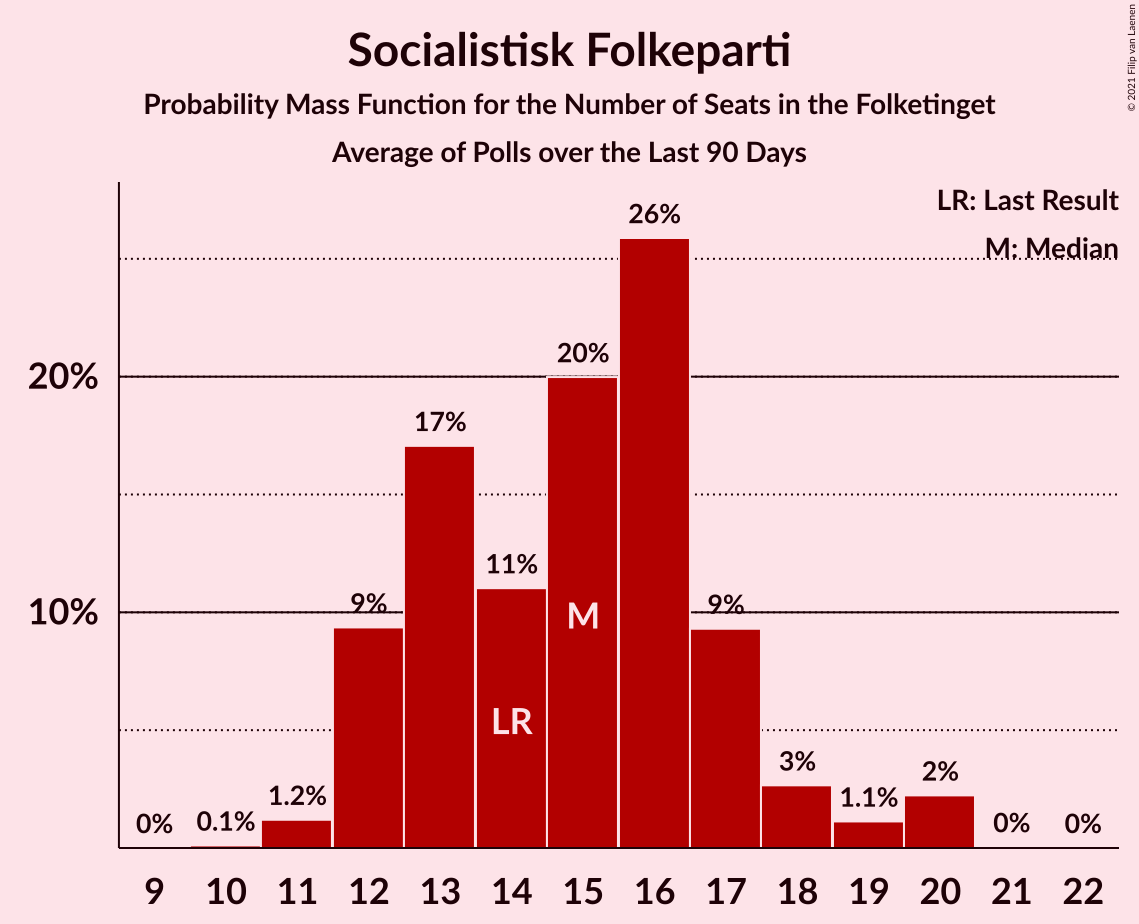 Socialistisk Folkeparti
Probability Mass Function for the Number of Seats in the Folketinget
Average of Polls over the Last 90 Days
© 2021 Filip van Laenen
LR: Last Result
M: Median
26%
20%
20%
17%
11%
10%
9%
9%
M
LR
3%
2%
1.2%
1.1%
0%
0.1%
0%
0%
9 10 11 12 13 14 15 16 17 18 19 20 21 22